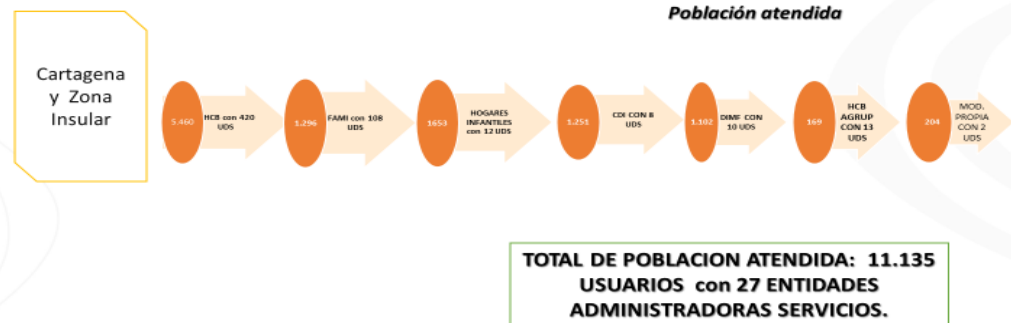 Población atendida
Cartagena
y Zona
Insular
5.460
HCB con 420
UDS
1.296
FAMI con 108
UDS
1653
HOGARES
INFANTILES
con 12 UDS
1.251
CDI CON 8
UDS
1.102
DIMF CON
10 UDS
169
HCB
AGRUP
CON 13
UDS
204
MOD.
PROPIA
CON 2
UDS
TOTAL DE POBLACION ATENDIDA: 11.135
USUARIOS con 27 ENTIDADES
ADMINISTRADORAS SERVICIOS.